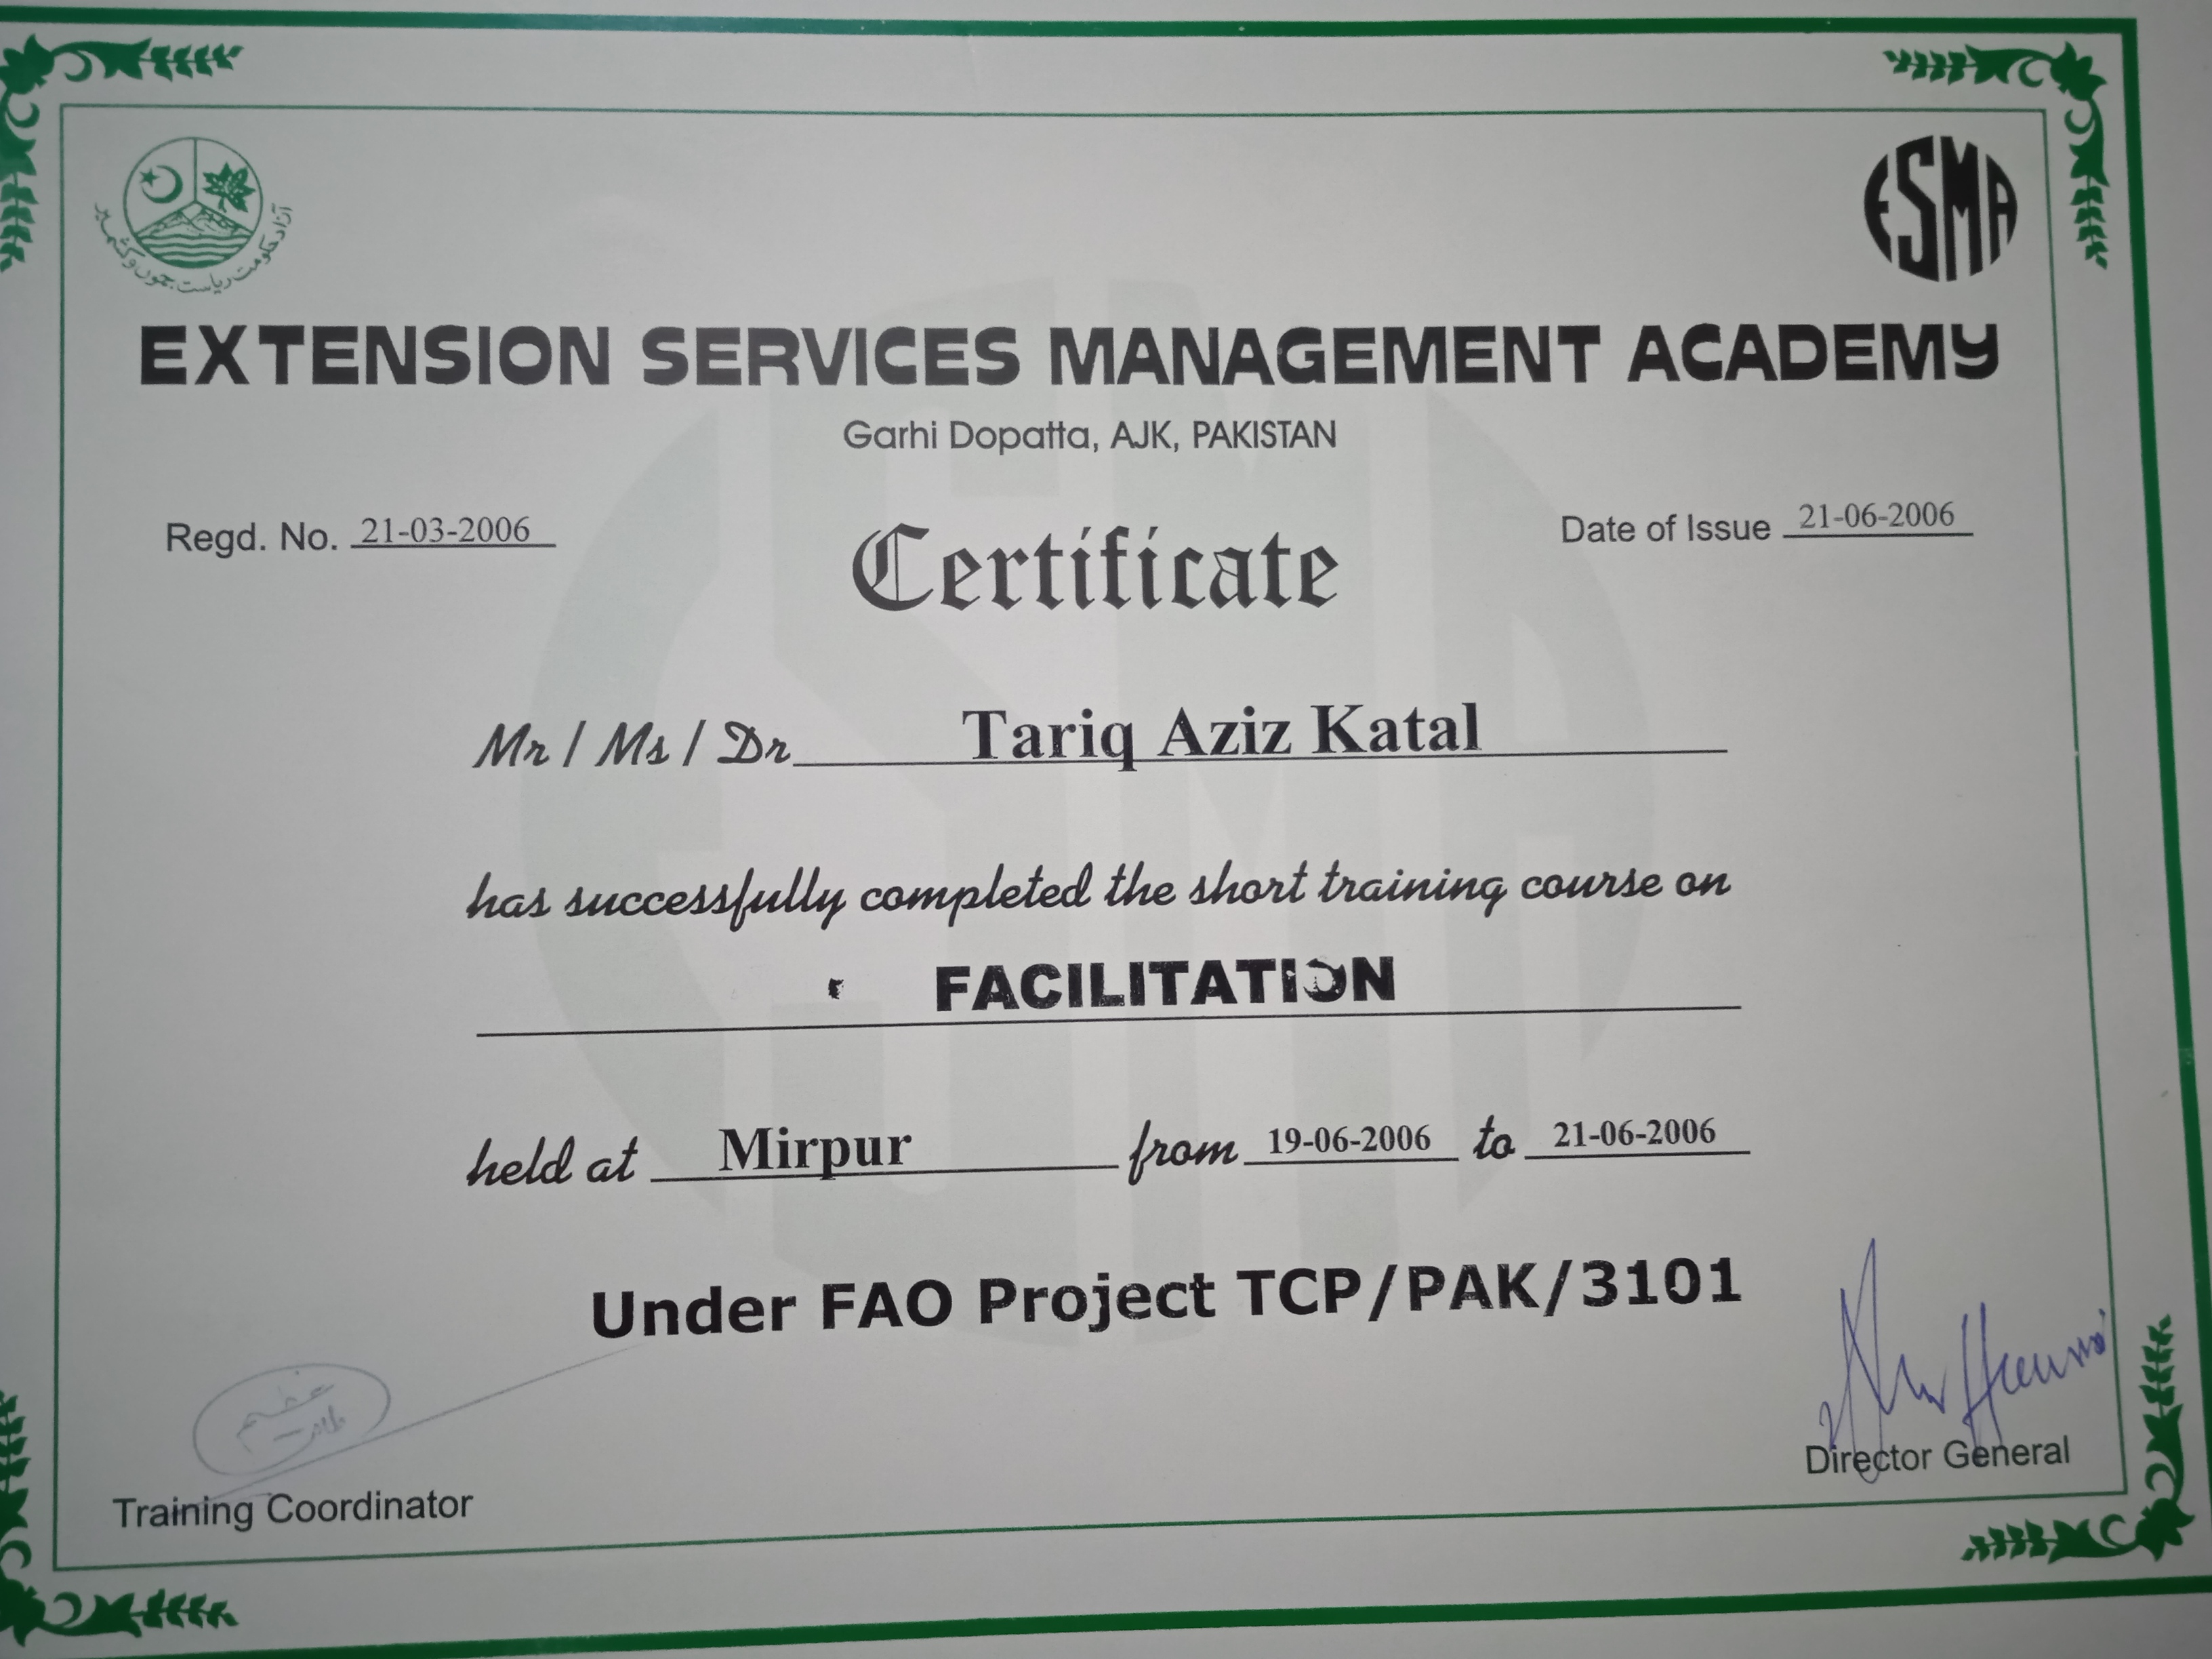 آزاد حکومت ریاست جموں و کشمیر
ESMA
EXTENSION SERVICES MANAGEMENT ACADEMY
Garhi Dopatta, AJK, PAKISTAN
Regd. No. 21-03-2006
Date of Issue 21-06-2006
Certificate
Mr / Ms / Dr Tariq Aziz Katal
has successfully completed the short training course on
FACILITATION
held at Mirpur from 19-06-2006 to 21-06-2006
Under FAO Project TCP/PAK/3101
Training Coordinator
Director General